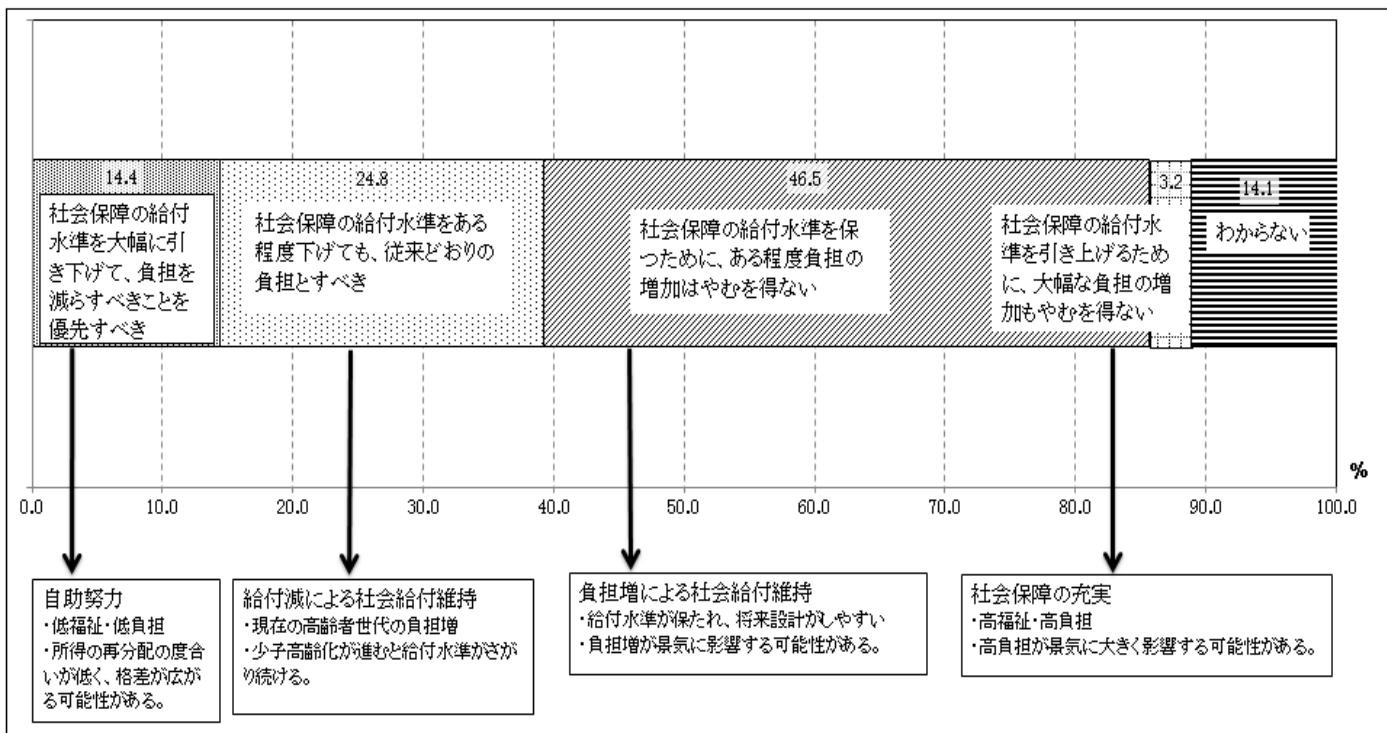 14.4
24.8
46.5
3.2
14.1
社会保障の給付
水準を大幅に引
き下げて、負担を
減らすべきことを
優先すべき
社会保障の給付水準をある
程度下げても、従来どおりの
負担とすべき
社会保障の給付水準を保
つために、ある程度負担の
増加はやむを得ない
社会保障の給付水
準を引き上げるため
に、大幅な負担の増
加もやむを得ない
わからない
%
0.0
10.0
20.0
30.0
40.0
50.0
60.0
70.0
80.0
90.0
100.0
自助努力
・低福祉・低負担
・所得の再分配の度合
いが低く、格差が広が
る可能性がある。
給付減による社会給付維持
・現在の高齢者世代の負担増
・少子高齢化が進むと給付水準がさが
り続ける。
負担増による社会給付維持
・給付水準が保たれ、将来設計がしやすい
・負担増が景気に影響する可能性がある。
社会保障の充実
・高福祉・高負担
・高負担が景気に大きく影響する可能性がある。